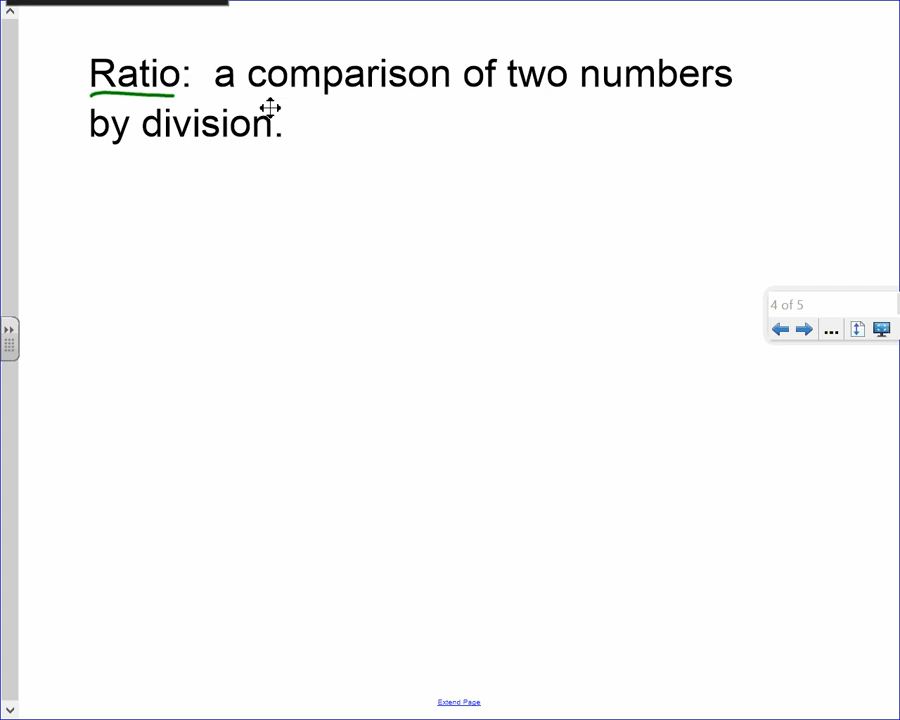 Ratio: a comparison of two numbers
by division.
4 of 5
...
Extend Page